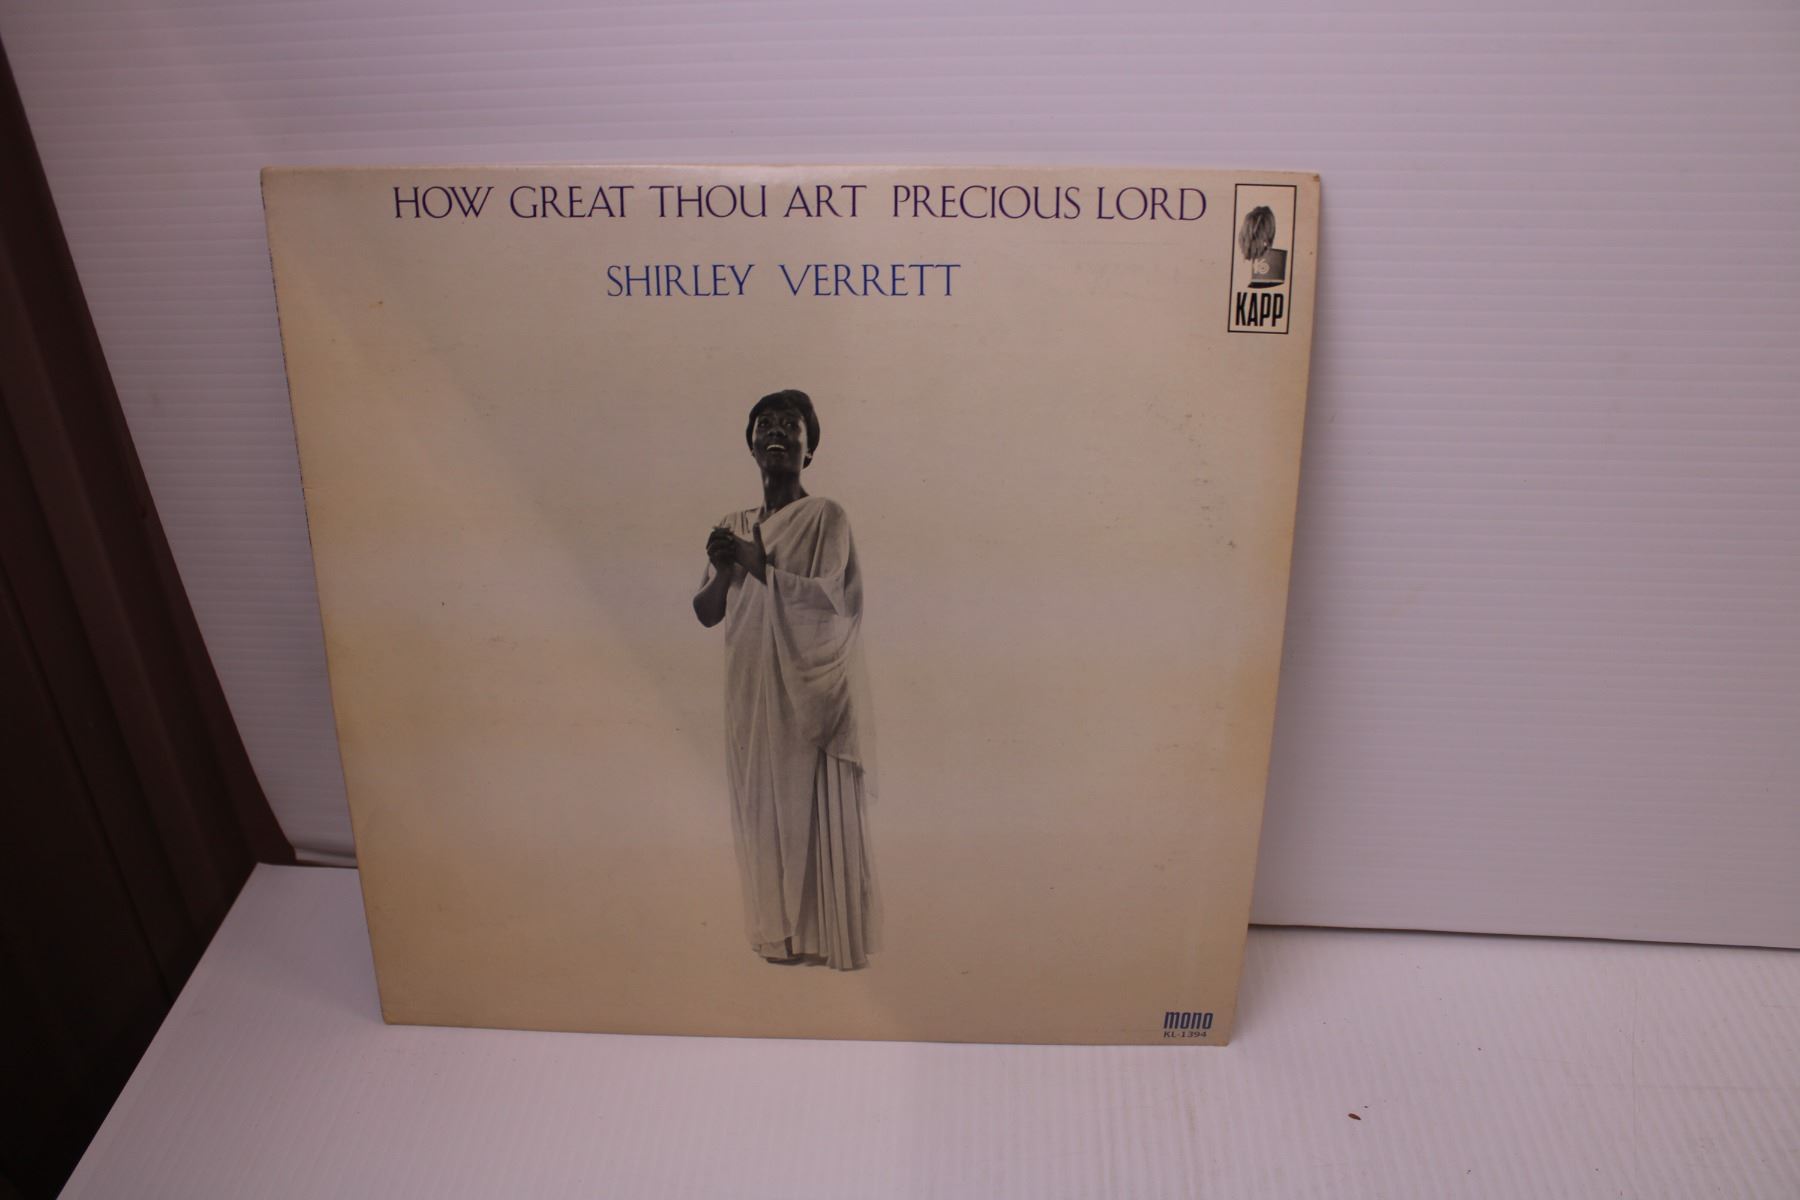 HOW GREAT THOU ART PRECIOUS LORD
SHIRLEY VERRETT
KAPP
mono
KL-1394